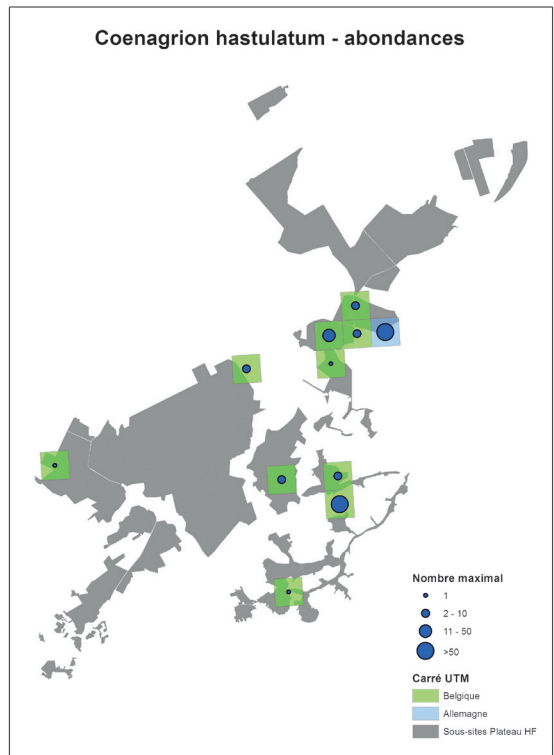 Coenagrion hastulatum - abondances
Nombre maximal
1
2 - 10
11 - 50
>50
Carré UTM
Belgique
Allemagne
Sous-sites Plateau HF